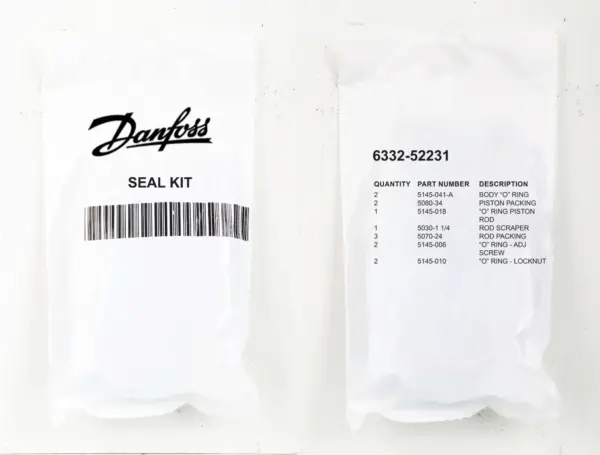 Danfoss
SEAL KIT
6332-52231
QUANTITY PART NUMBER DESCRIPTION
2 5145-041-A BODY "O" RING
2 5080-34 PISTON PACKING
1 5145-018 "O" RING PISTON
ROD
1 5030-1 1/4 ROD SCRAPER
3 5070-24 ROD PACKING
2 5145-006 "O" RING - ADJ
SCREW
2 5145-010 "O" RING - LOCKNUT